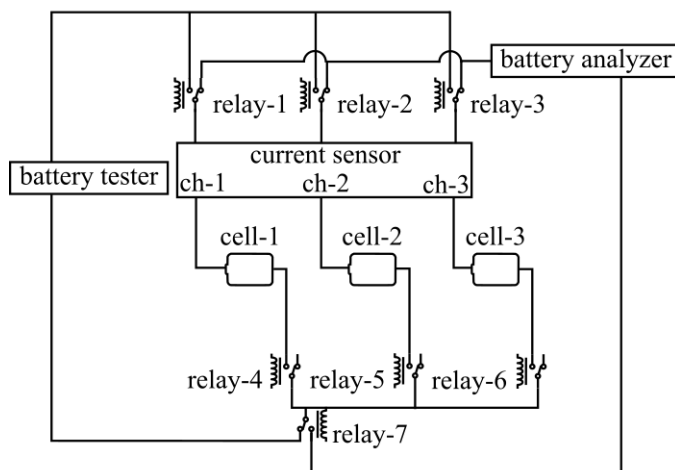 battery analyzer
relay-1
relay-2
relay-3
current sensor
battery tester
ch-1
ch-2
ch-3
cell-1
cell-2
cell-3
relay-4
relay-5
relay-6
relay-7